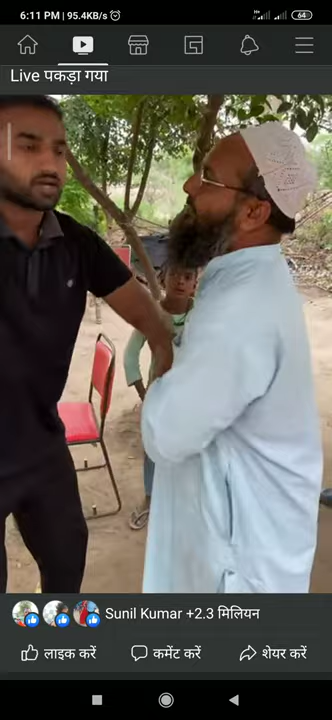 6:11 PM | 95.4KB/s
64
Live पकड़ा गया
Sunil Kumar +2.3 मिलियन
लाइक करें
कमेंट करें
शेयर करें